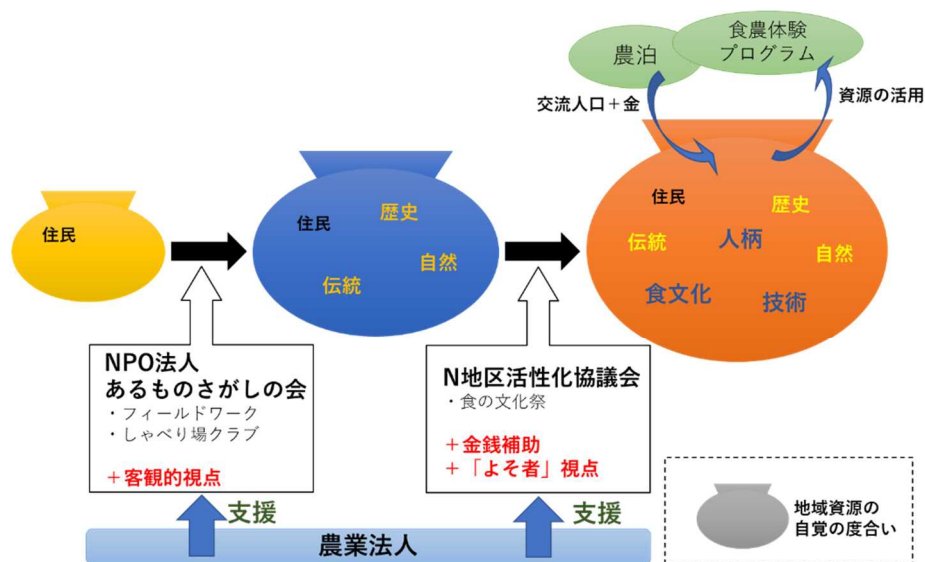 農泊
食農体験
プログラム
交流人口＋金
資源の活用
住民
住民
歴史
自然
伝統
住民
歴史
伝統
人柄
自然
食文化
技術
NPO法人
あるものさがしの会
・フィールドワーク
・しゃべり場クラブ
＋客観的視点
N地区活性化協議会
・食の文化祭
＋金銭補助
＋「よそ者」視点
支援
支援
農業法人
地域資源の
自覚の度合い